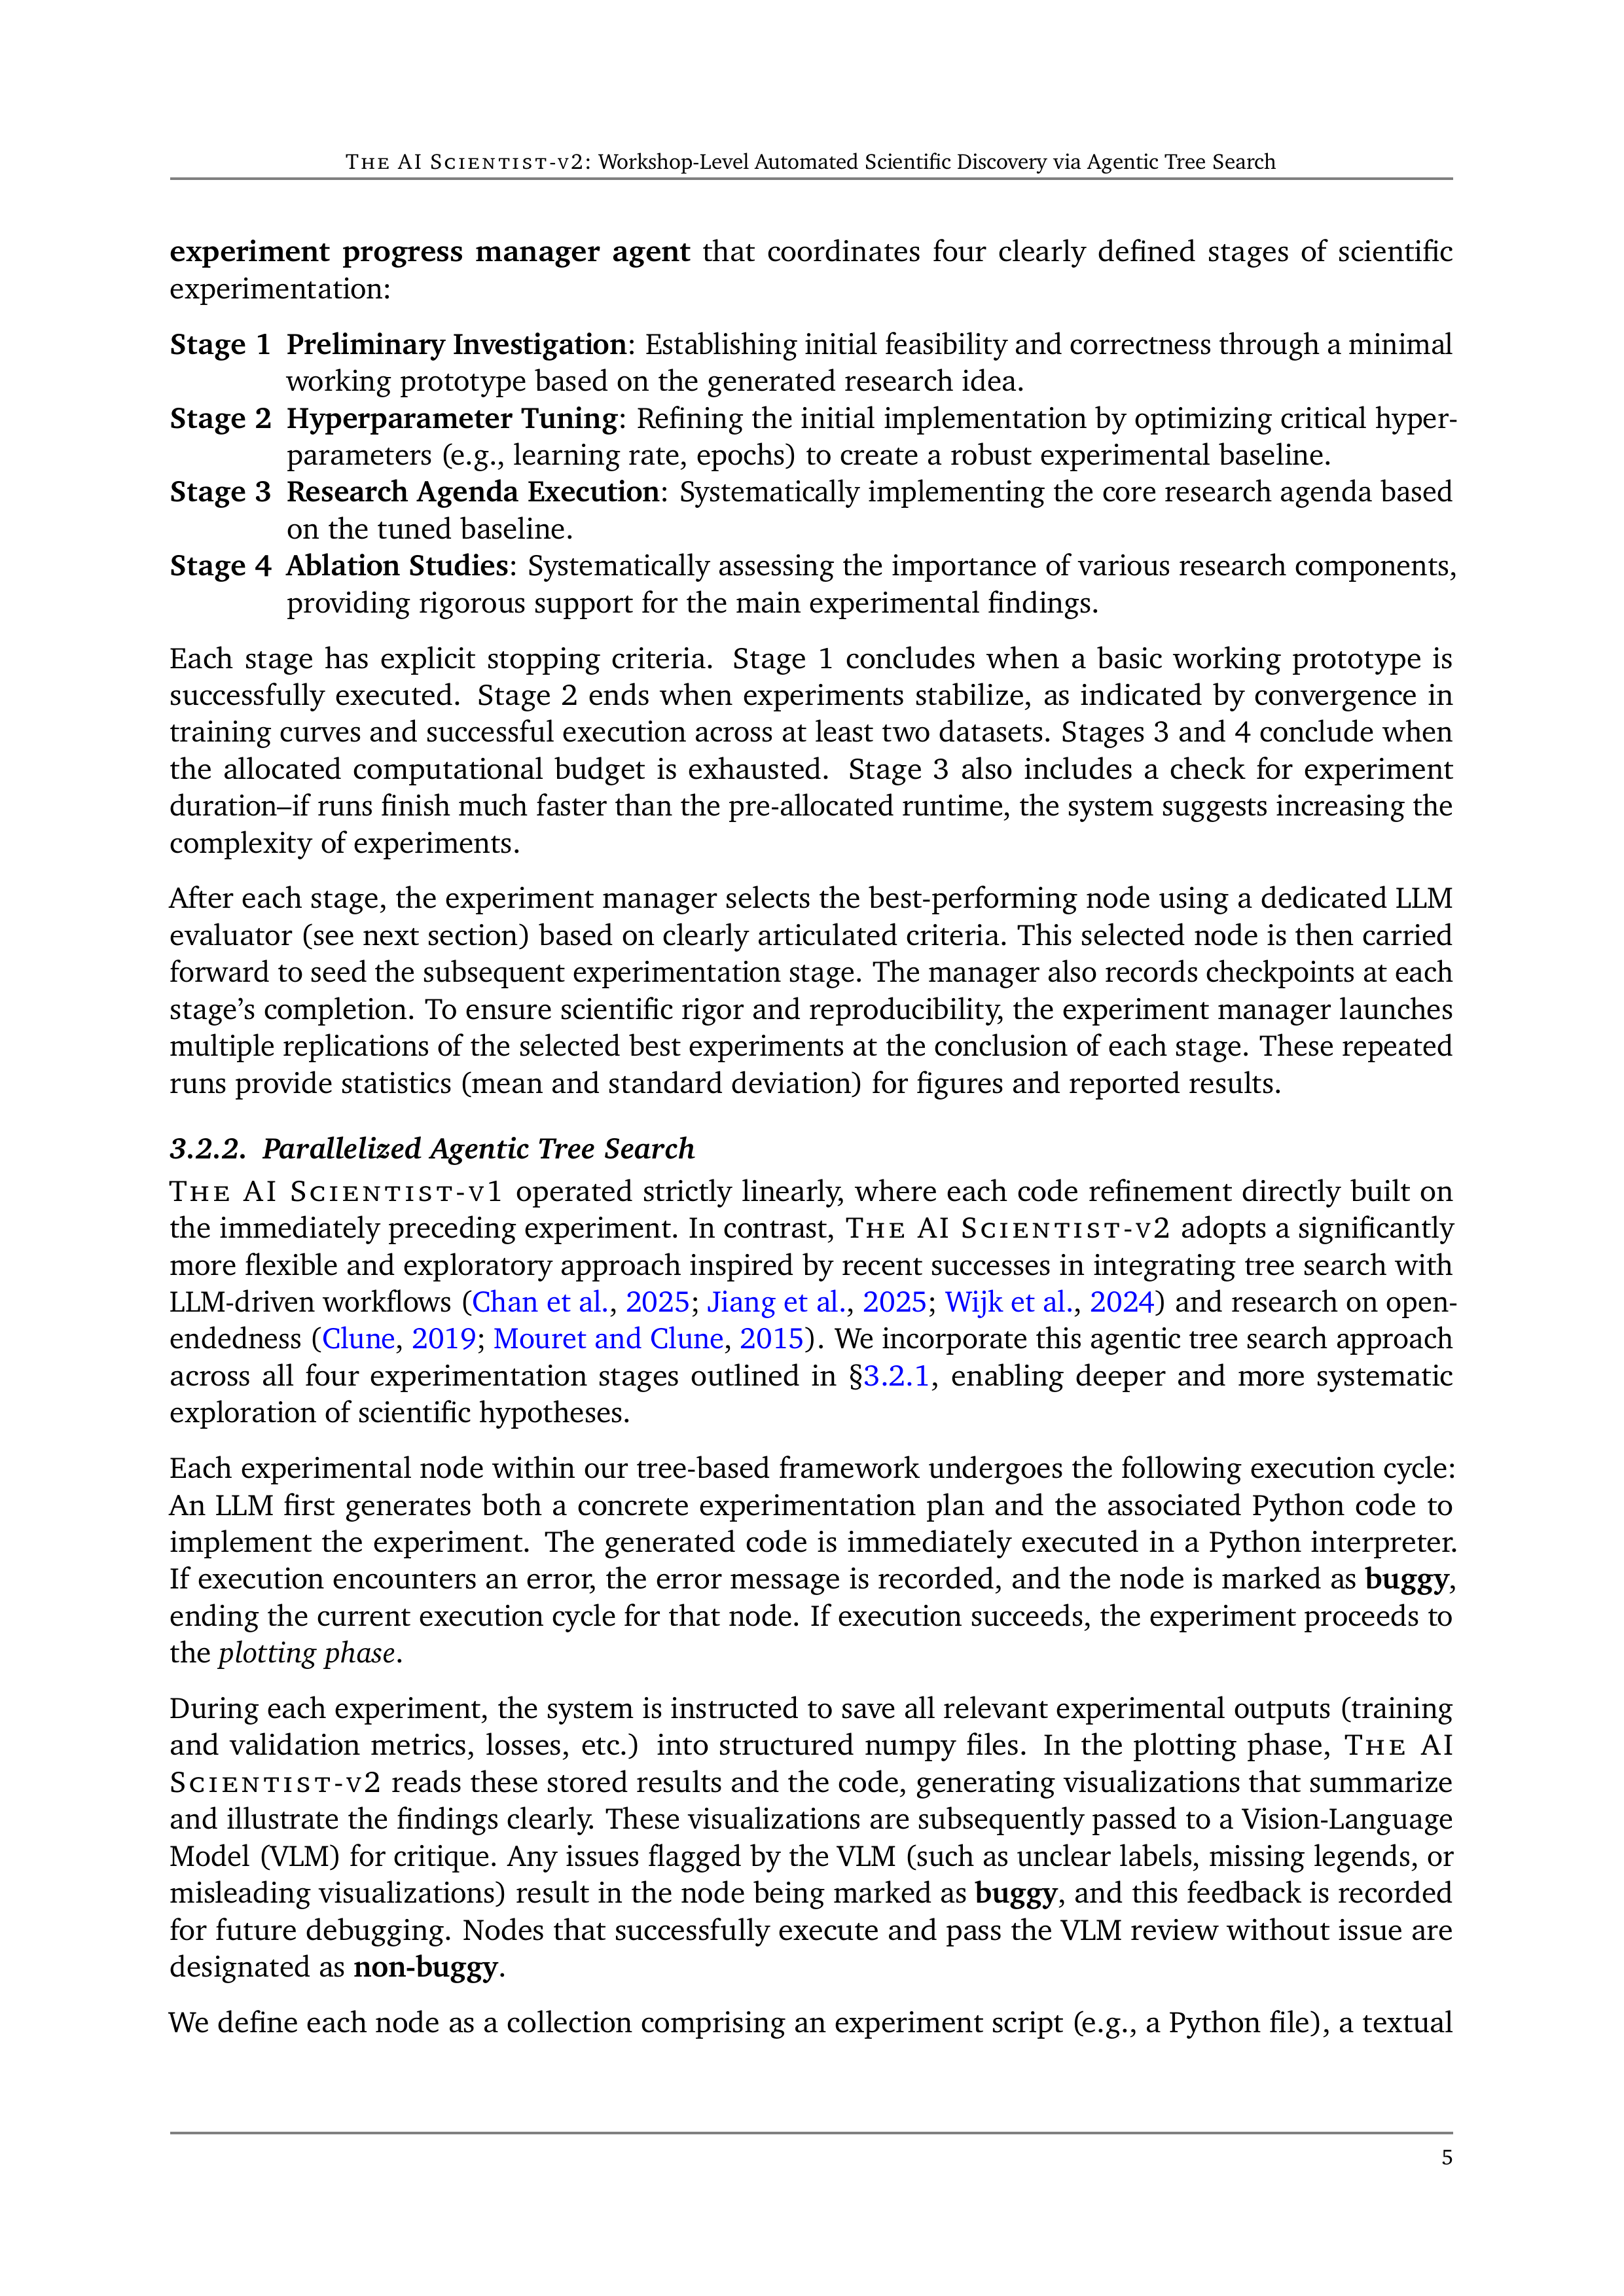 THE AI SCIENTIST-V2: Workshop-Level Automated Scientific Discovery via Agentic Tree Search
experiment progress manager agent that coordinates four clearly defined stages of scientific
experimentation:
Stage 1 Preliminary Investigation: Establishing initial feasibility and correctness through a minimal
working prototype based on the generated research idea.
Stage 2 Hyperparameter Tuning: Refining the initial implementation by optimizing critical hyper-
parameters (e.g., learning rate, epochs) to create a robust experimental baseline.
Stage 3 Research Agenda Execution: Systematically implementing the core research agenda based
on the tuned baseline.
Stage 4 Ablation Studies: Systematically assessing the importance of various research components,
providing rigorous support for the main experimental findings.
Each stage has explicit stopping criteria. Stage 1 concludes when a basic working prototype is
successfully executed. Stage 2 ends when experiments stabilize, as indicated by convergence in
training curves and successful execution across at least two datasets. Stages 3 and 4 conclude when
the allocated computational budget is exhausted. Stage 3 also includes a check for experiment
duration–if runs finish much faster than the pre-allocated runtime, the system suggests increasing the
complexity of experiments.
After each stage, the experiment manager selects the best-performing node using a dedicated LLM
evaluator (see next section) based on clearly articulated criteria. This selected node is then carried
forward to seed the subsequent experimentation stage. The manager also records checkpoints at each
stage's completion. To ensure scientific rigor and reproducibility, the experiment manager launches
multiple replications of the selected best experiments at the conclusion of each stage. These repeated
runs provide statistics (mean and standard deviation) for figures and reported results.
3.2.2. Parallelized Agentic Tree Search
THE AI SCIENTIST-V1 operated strictly linearly, where each code refinement directly built on
the immediately preceding experiment. In contrast, THE AI SCIENTIST-V2 adopts a significantly
more flexible and exploratory approach inspired by recent successes in integrating tree search with
LLM-driven workflows (Chan et al., 2025; Jiang et al., 2025; Wijk et al., 2024) and research on open-
endedness (Clune, 2019; Mouret and Clune, 2015). We incorporate this agentic tree search approach
across all four experimentation stages outlined in §3.2.1, enabling deeper and more systematic
exploration of scientific hypotheses.
Each experimental node within our tree-based framework undergoes the following execution cycle:
An LLM first generates both a concrete experimentation plan and the associated Python code to
implement the experiment. The generated code is immediately executed in a Python interpreter.
If execution encounters an error, the error message is recorded, and the node is marked as buggy,
ending the current execution cycle for that node. If execution succeeds, the experiment proceeds to
the plotting phase.
During each experiment, the system is instructed to save all relevant experimental outputs (training
and validation metrics, losses, etc.) into structured numpy files. In the plotting phase, THE AI
SCIENTIST-V2 reads these stored results and the code, generating visualizations that summarize
and illustrate the findings clearly. These visualizations are subsequently passed to a Vision-Language
Model (VLM) for critique. Any issues flagged by the VLM (such as unclear labels, missing legends, or
misleading visualizations) result in the node being marked as buggy, and this feedback is recorded
for future debugging. Nodes that successfully execute and pass the VLM review without issue are
designated as non-buggy.
We define each node as a collection comprising an experiment script (e.g., a Python file), a textual
5